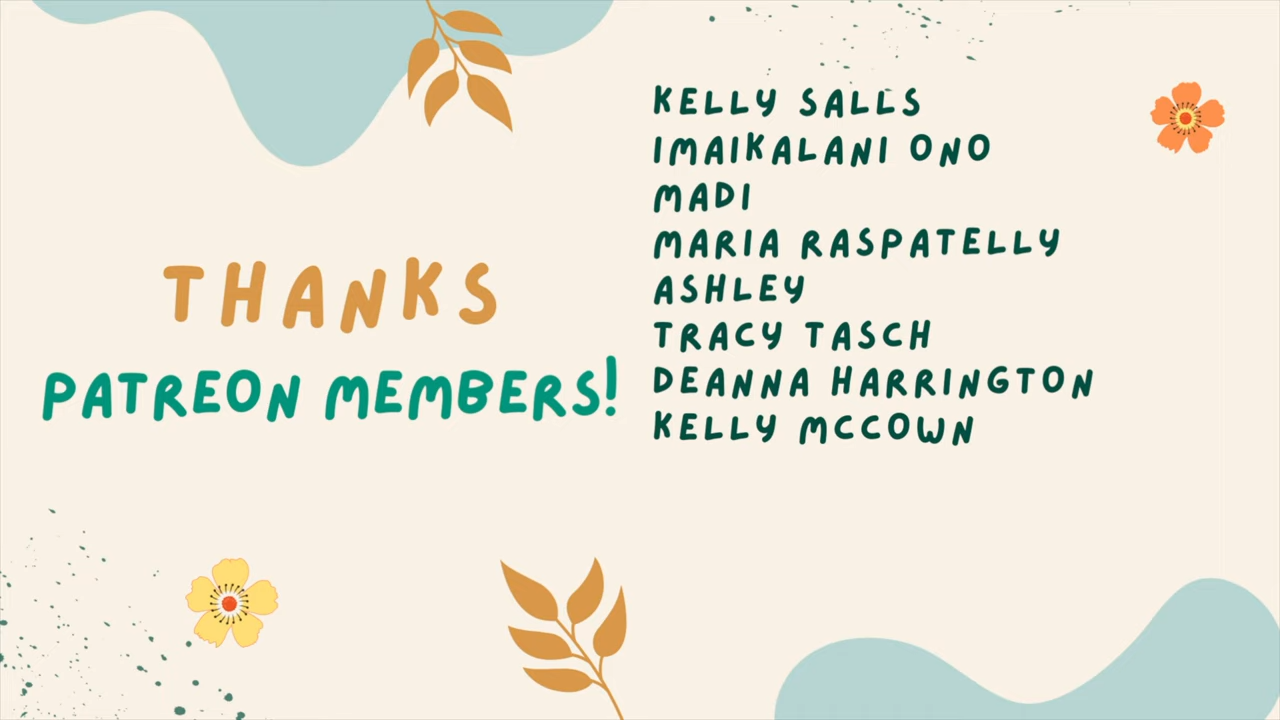 THANKS
PATREON MEMBERS!
KELLY SALLS
IMAIKALANI ONO
MADI
MARIA RASPATELLY
ASHLEY
TRACY TASCH
DEANNA HARRINGTON
KELLY MCCOWN